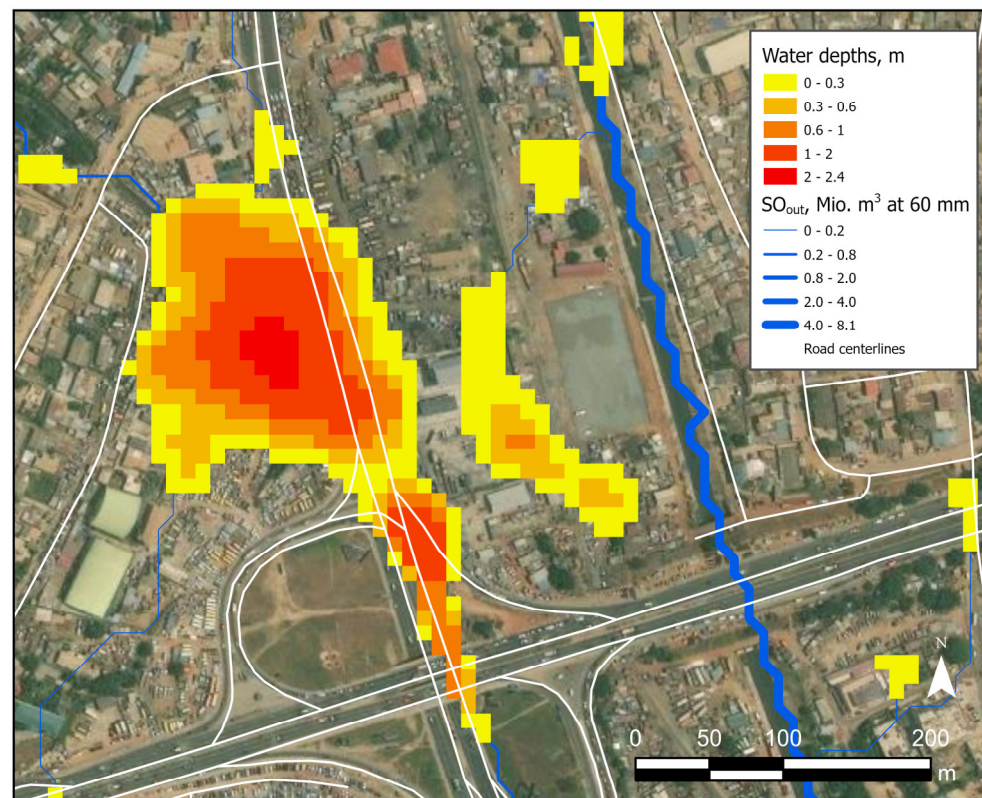 Water depths, m
0 - 0.3
0.3 - 0.6
0.6 - 1
1 - 2
2 - 2.4
SOout, Mio. m³ at 60 mm
0 - 0.2
0.2 - 0.8
0.8 - 2.0
2.0 - 4.0
4.0 - 8.1
Road centerlines
N
0 50 100 200
m